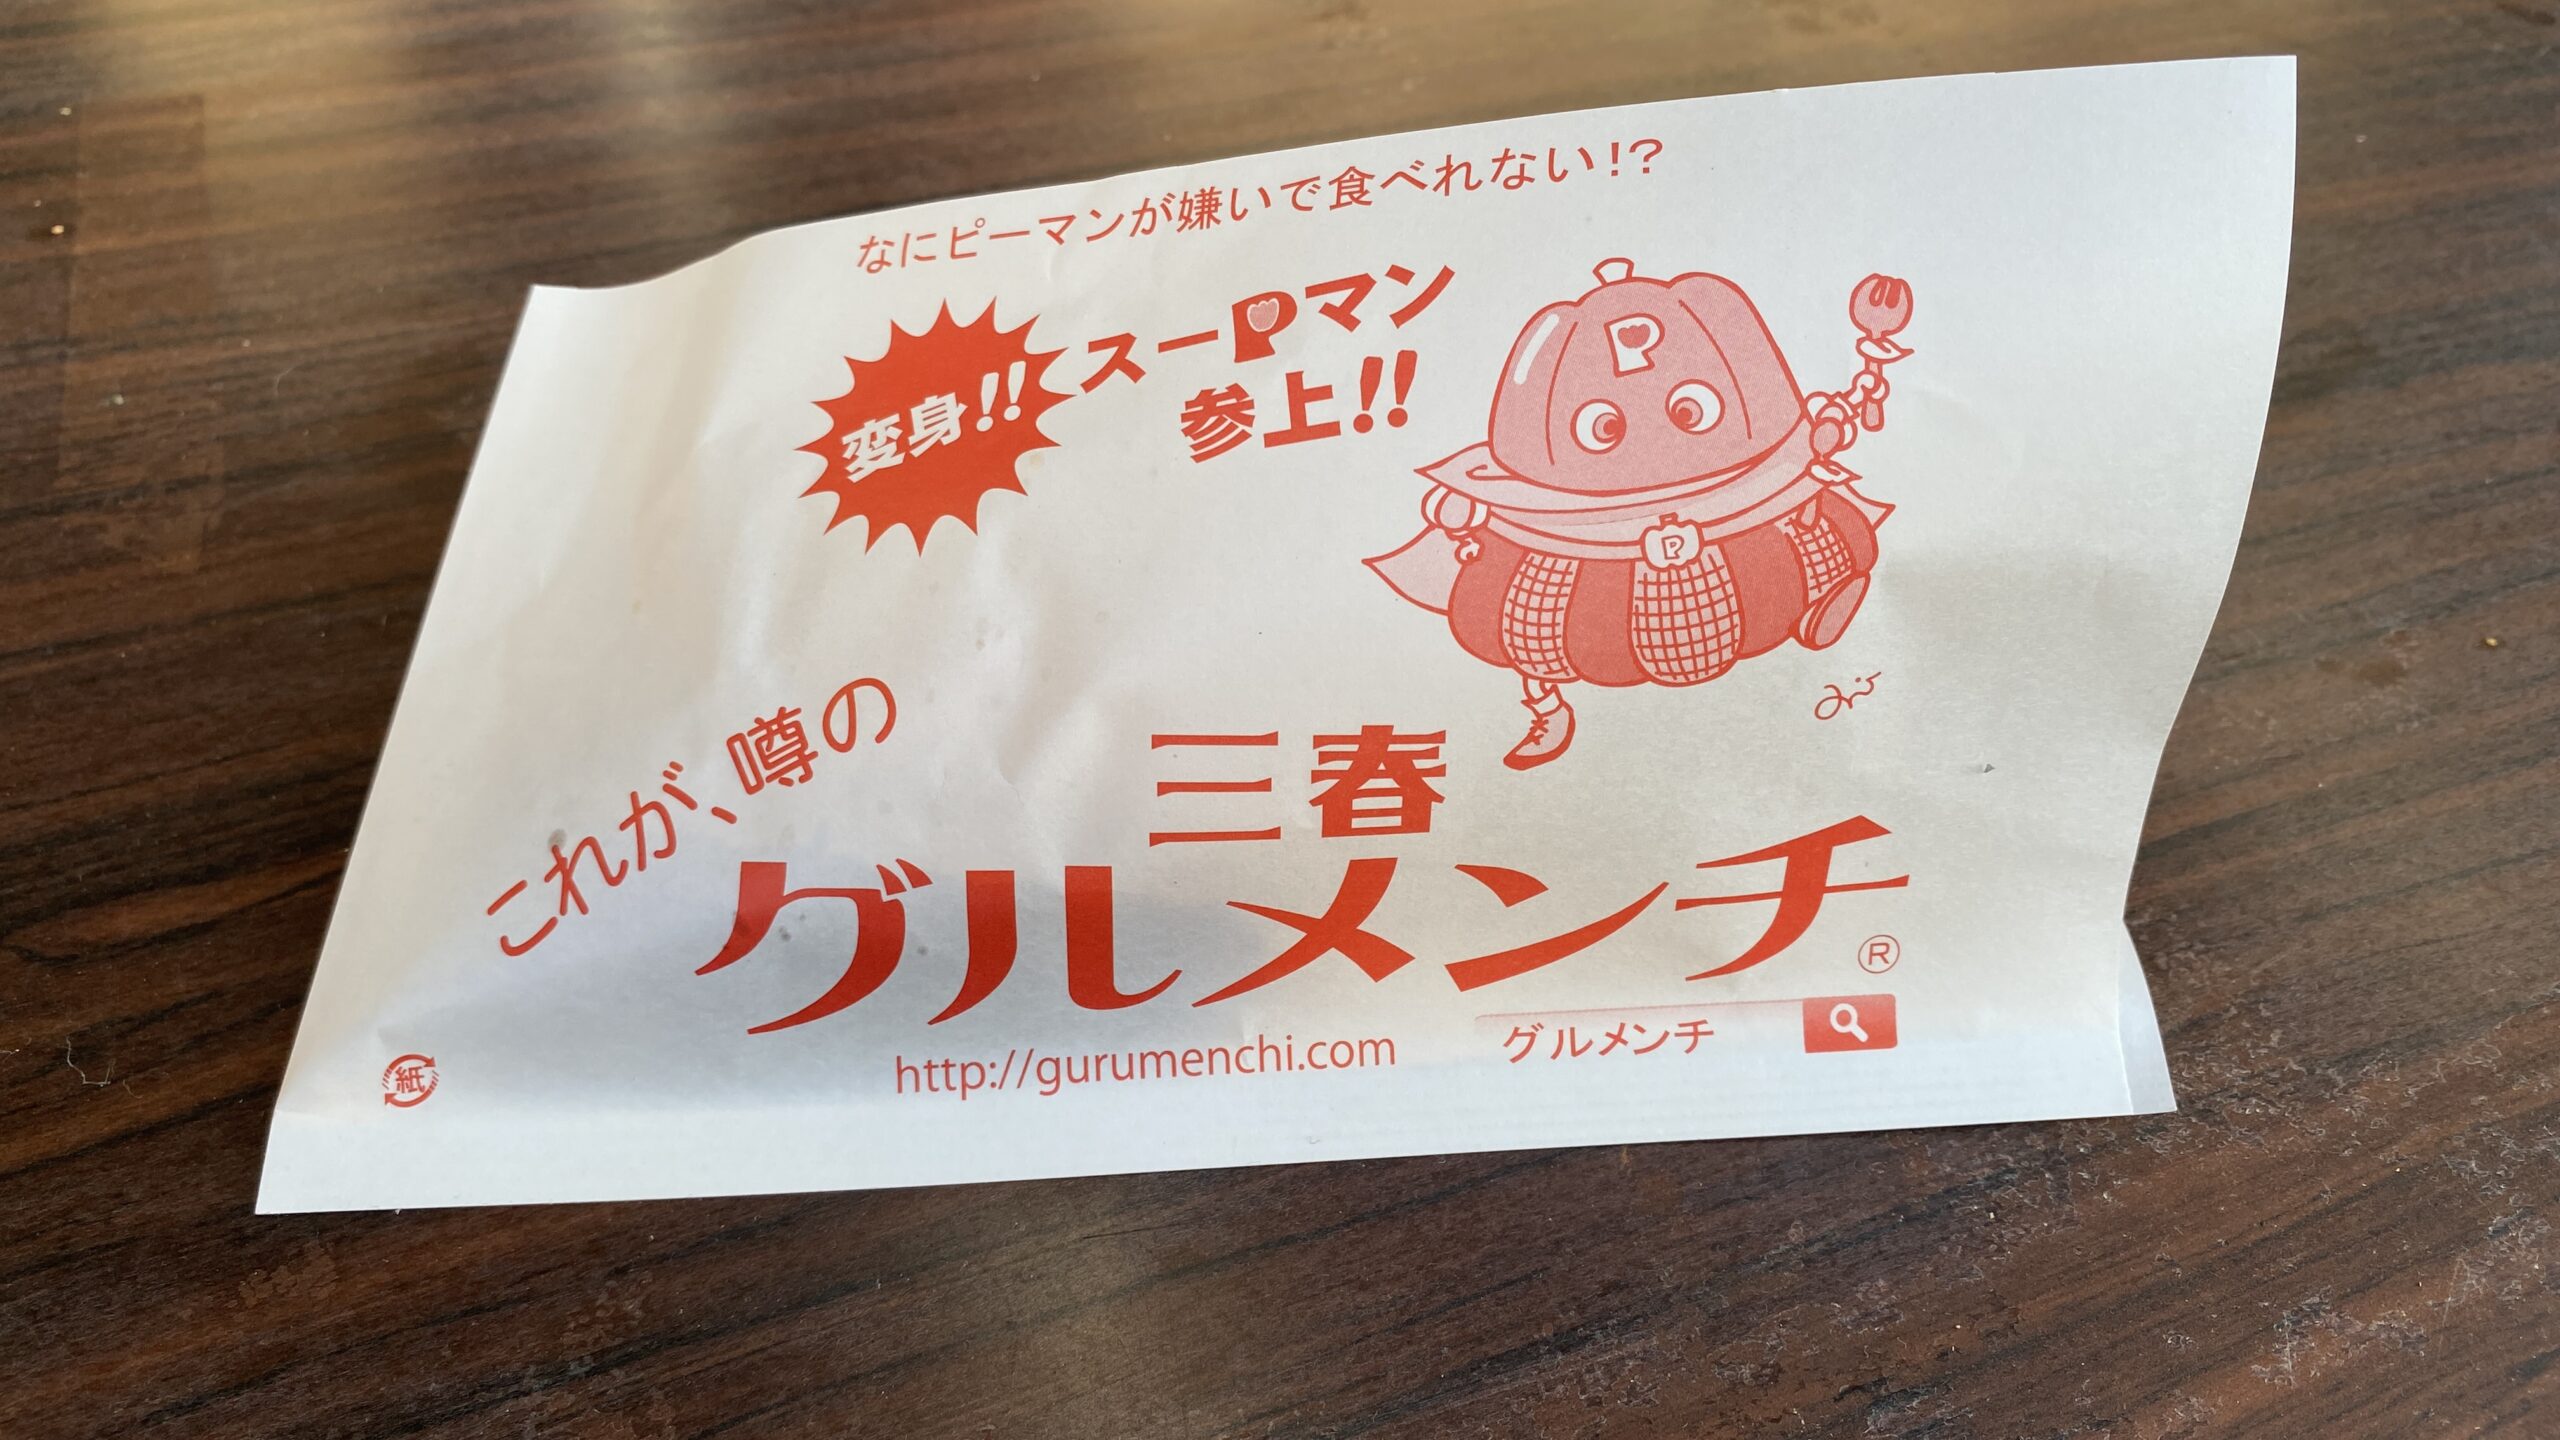 なにピーマンが嫌いで食べれない!?
変身!!
スーPマン
参上!!
P
P
これが、噂の
三春
グルメンチ®
http://gurumenchi.com
グルメンチ
紙